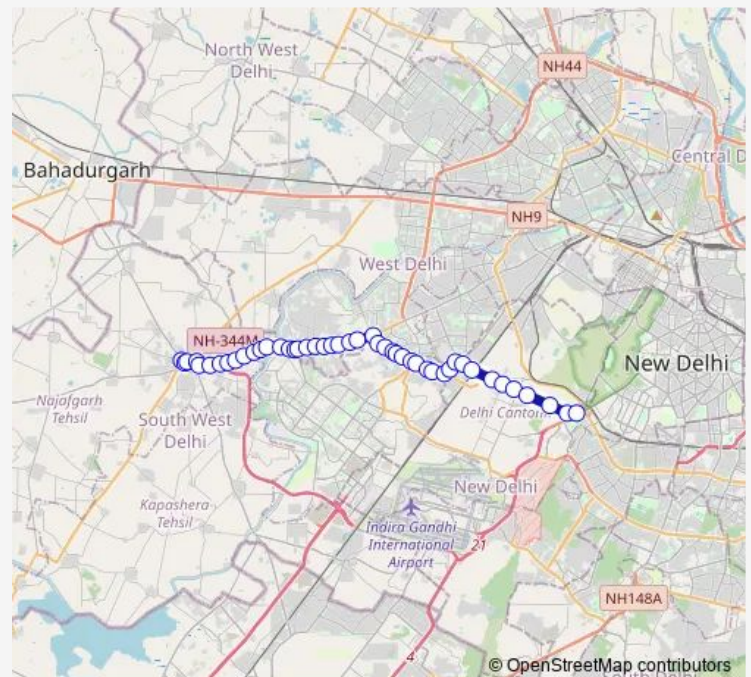 North West
Delhi
NH44
Bahadurgarh
Central D
NH9
West Delhi
NH-344M
New Delhi
Najafgarh
Tehsil
South West
Delhi
Delhi Canton
New Delhi
Kapashera
Tehsil
Indira Gandhi
International
Airport
21
NH148A
4
© OpenStreetMap contributors